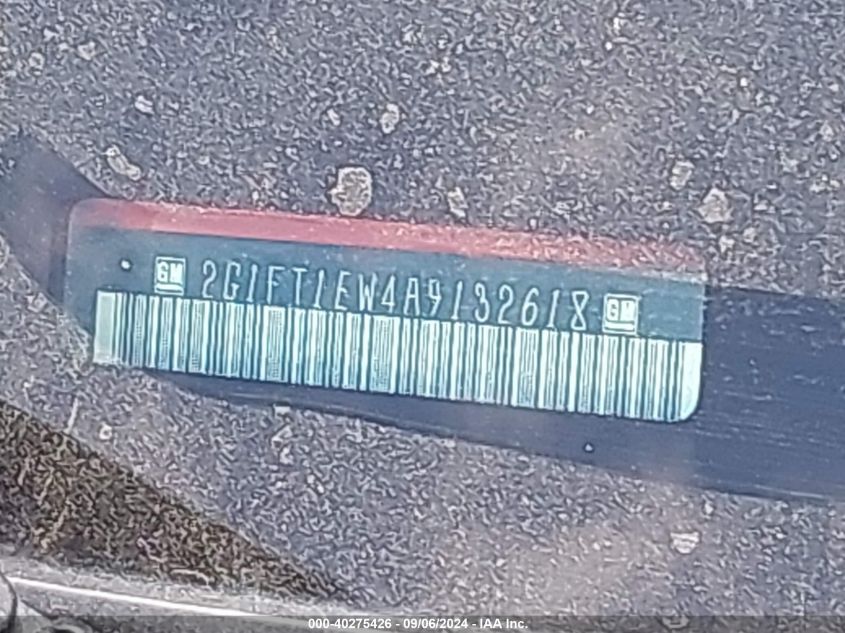 GM 2G1FT1EW4A9132618 GM
000-40275426 - 09/06/2024 - IAA Inc.